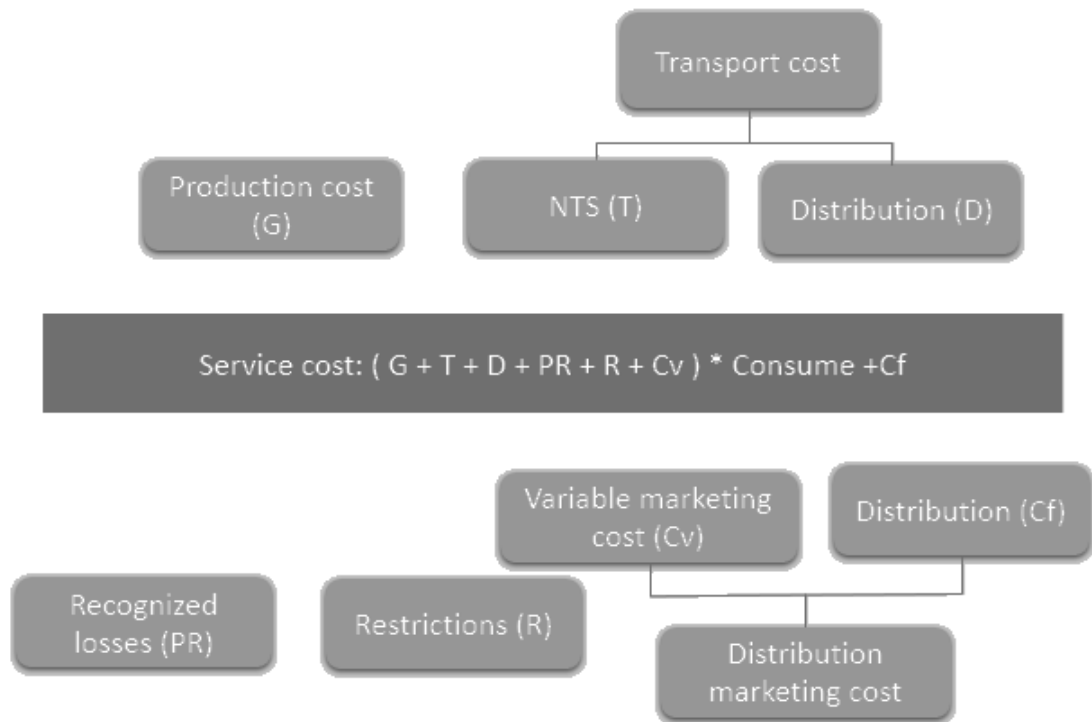 Transport cost
Production cost
(G)
NTS (T)
Distribution (D)
Service cost: ( G + T + D + PR + R + Cv ) * Consume +Cf
Variable marketing
cost (Cv)
Distribution (Cf)
Recognized
losses (PR)
Restrictions (R)
Distribution
marketing cost